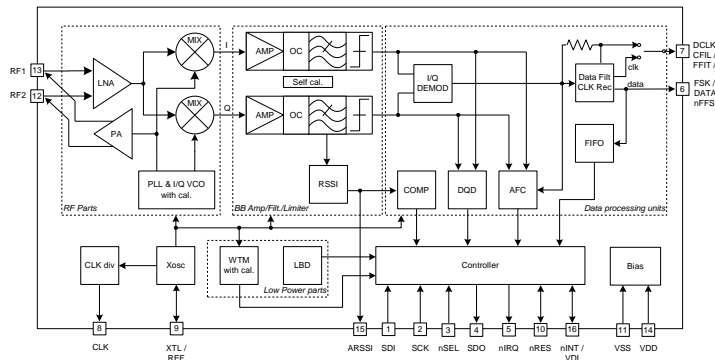 MIX
I
AMP
OC
Self cal.
I/Q
DEMOD
clk
Data Filt
CLK Rec
data
7
DCLK
CFIL /
FFIT /
6
FSK /
DATA
nFFS
RF1
13
RF2
12
LNA
PA
MIX
Q
AMP
OC
FIFO
PLL & I/Q VCO
with cal.
RSSI
COMP
DQD
AFC
RF Parts
BB Amp/Filt./Limiter
Data processing units
CLK div
Xosc
WTM
with cal.
LBD
Low Power parts
Controller
Bias
8
9
15
1
2
3
4
5
10
16
11
14
CLK
XTL /
REF
ARSSI
SDI
SCK
nSEL
SDO
nIRQ
nRES
nINT /
VDI
VSS
VDD